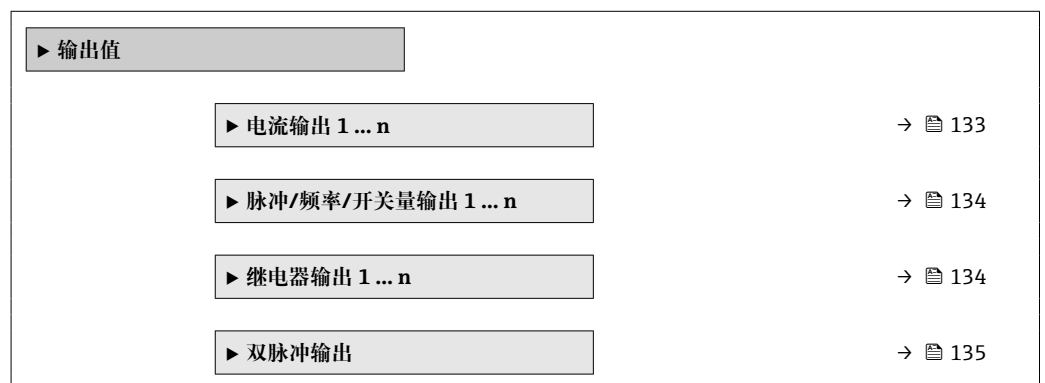 ▶ 输出值
▶ 电流输出 1 ... n → 133
▶ 脉冲/频率/开关量输出 1 ... n → 134
▶ 继电器输出 1 ... n → 134
▶ 双脉冲输出 → 135